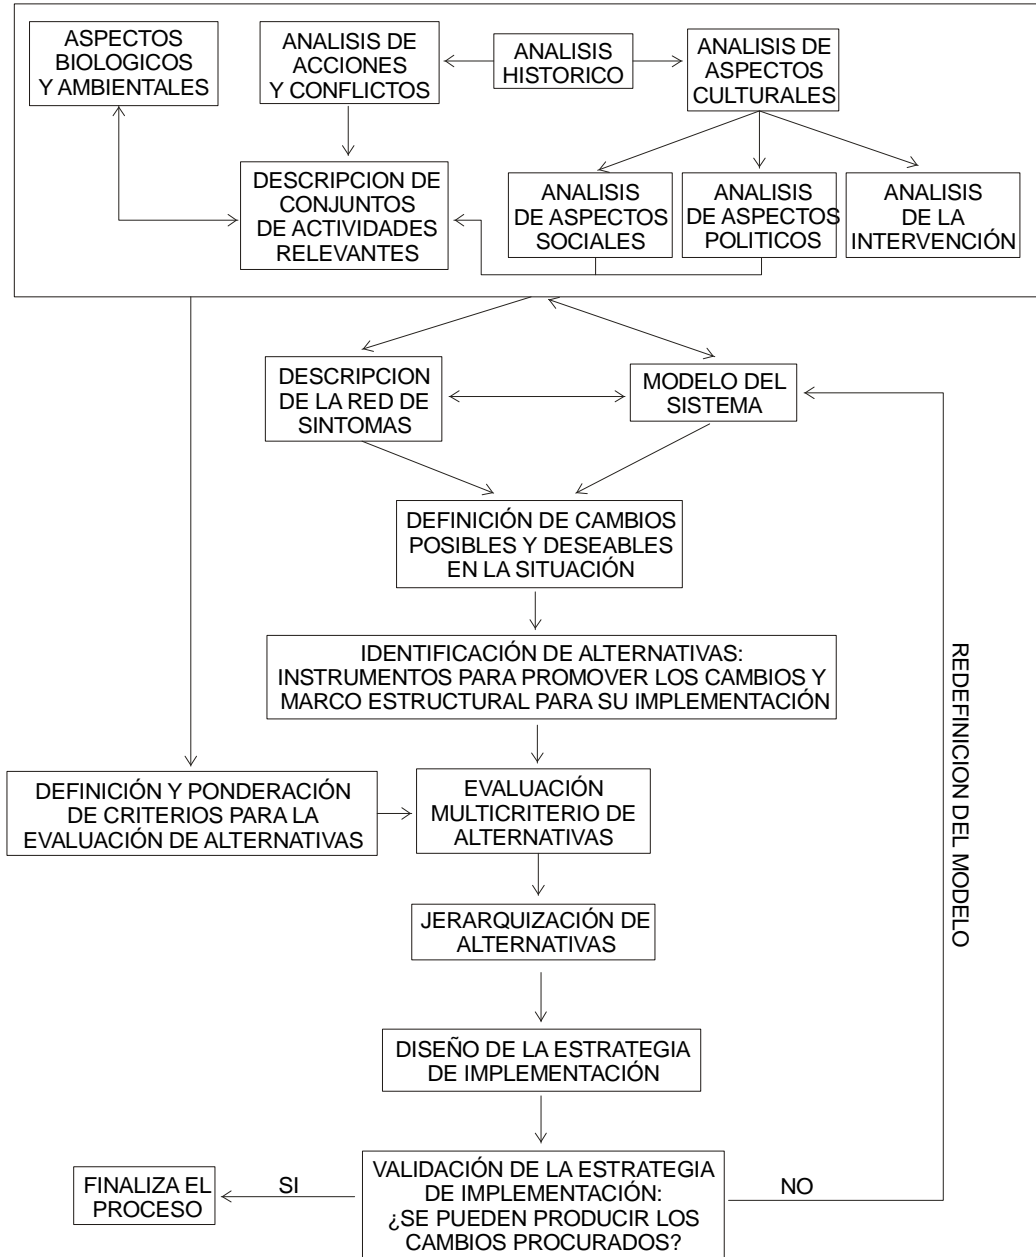 ASPECTOS
BIOLOGICOS
Y AMBIENTALES
ANALISIS DE
ACCIONES
Y CONFLICTOS
ANALISIS
HISTORICO
ANALISIS DE
ASPECTOS
CULTURALES
DESCRIPCION DE
CONJUNTOS
DE ACTIVIDADES
RELEVANTES
ANALISIS
DE ASPECTOS
SOCIALES
ANALISIS
DE ASPECTOS
POLITICOS
ANALISIS
DE LA
INTERVENCIÓN
DESCRIPCION
DE LA RED DE
SINTOMAS
MODELO DEL
SISTEMA
DEFINICIÓN DE CAMBIOS
POSIBLES Y DESEABLES
EN LA SITUACIÓN
IDENTIFICACIÓN DE ALTERNATIVAS:
INSTRUMENTOS PARA PROMOVER LOS CAMBIOS Y
MARCO ESTRUCTURAL PARA SU IMPLEMENTACIÓN
REDEFINICION DEL MODELO
DEFINICIÓN Y PONDERACIÓN
DE CRITERIOS PARA LA
EVALUACIÓN DE ALTERNATIVAS
EVALUACIÓN
MULTICRITERIO DE
ALTERNATIVAS
JERARQUIZACIÓN DE
ALTERNATIVAS
DISEÑO DE LA ESTRATEGIA
DE IMPLEMENTACIÓN
FINALIZA EL
PROCESO
SI
VALIDACIÓN DE LA ESTRATEGIA
DE IMPLEMENTACIÓN:
¿SE PUEDEN PRODUCIR LOS
CAMBIOS PROCURADOS?
NO